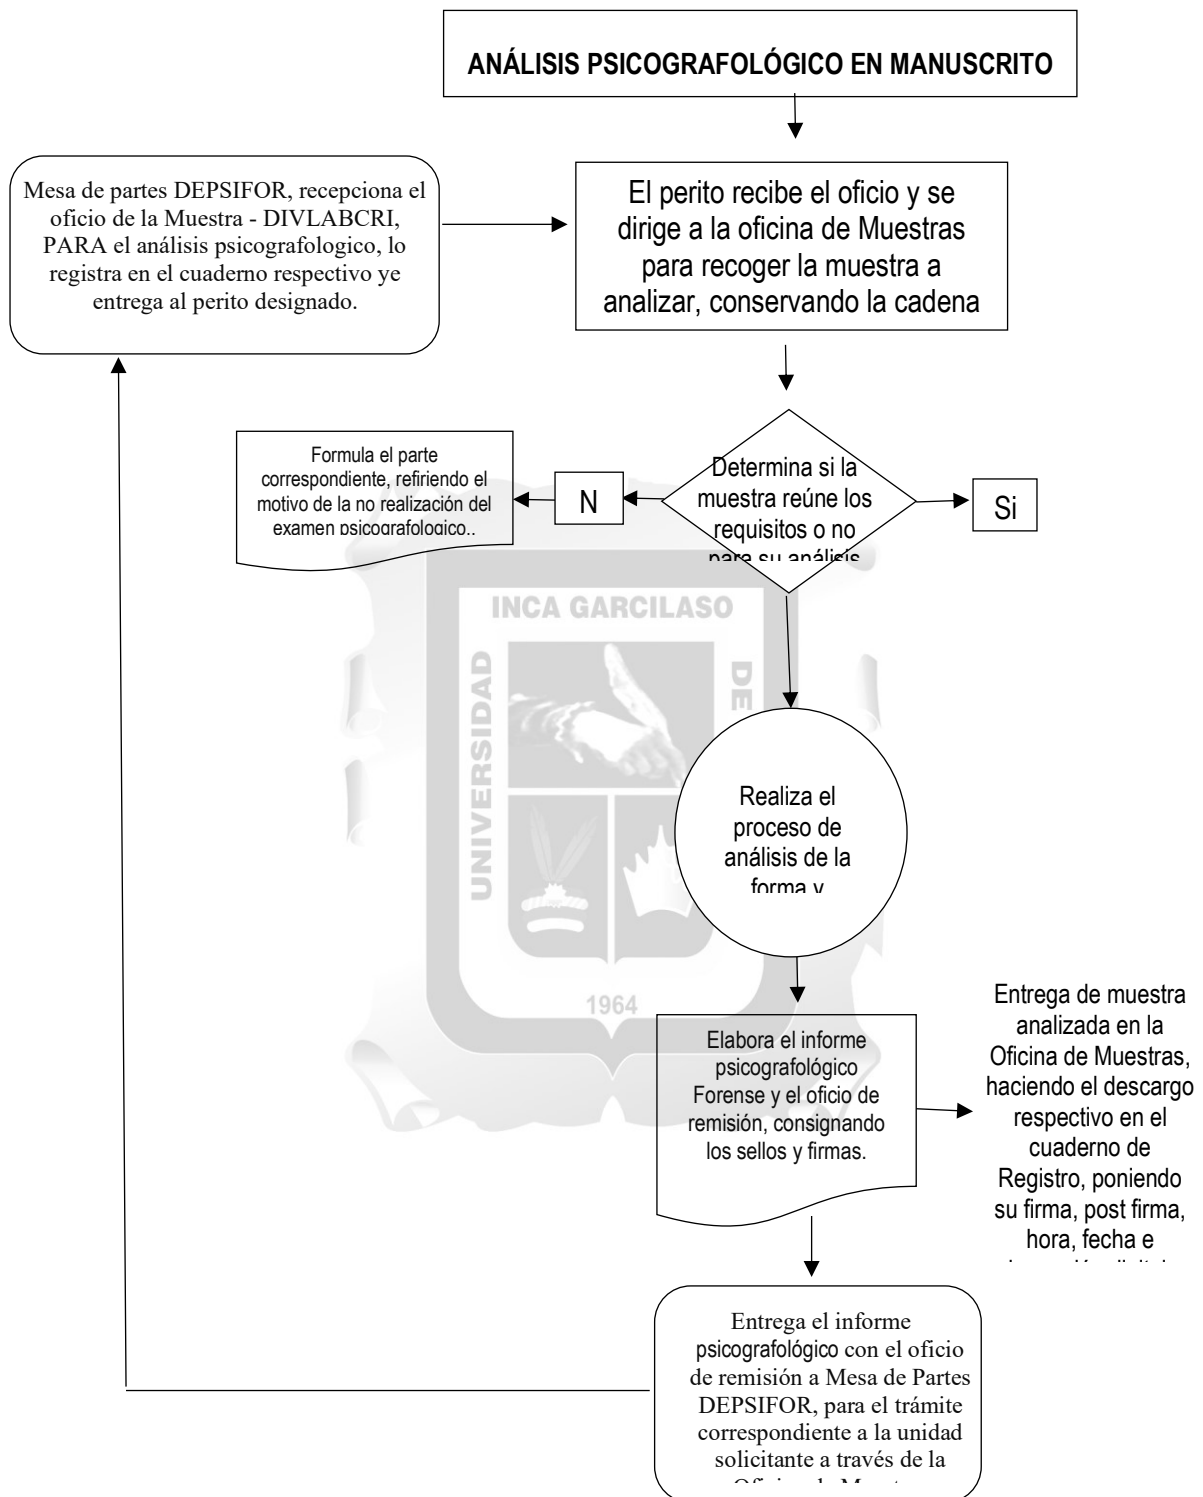 ANÁLISIS PSICOGRAFOLÓGICO EN MANUSCRITO
Mesa de partes DEPSIFOR, recepciona el
oficio de la Muestra - DIVLABCRI,
PARA el análisis psicografologico, lo
registra en el cuaderno respectivo ye
entrega al perito designado.
El perito recibe el oficio y se
dirige a la oficina de Muestras
para recoger la muestra a
analizar, conservando la cadena
Formula el parte
correspondiente, refiriendo el
motivo de la no realización del
examen psicografologico..
N
Determina si la
muestra reúne los
requisitos o no
para su análisis
Si
INCA GARCILASO
UNIVERSIDAD
DE
1964
Realiza el
proceso de
análisis de la
forma y
Elabora el informe
psicografológico
Forense y el oficio de
remisión, consignando
los sellos y firmas.
Entrega de muestra
analizada en la
Oficina de Muestras,
haciendo el descargo
respectivo en el
cuaderno de
Registro, poniendo
su firma, post firma,
hora, fecha e
Entrega el informe
psicografológico con el oficio
de remisión a Mesa de Partes
DEPSIFOR, para el trámite
correspondiente a la unidad
solicitante a través de la